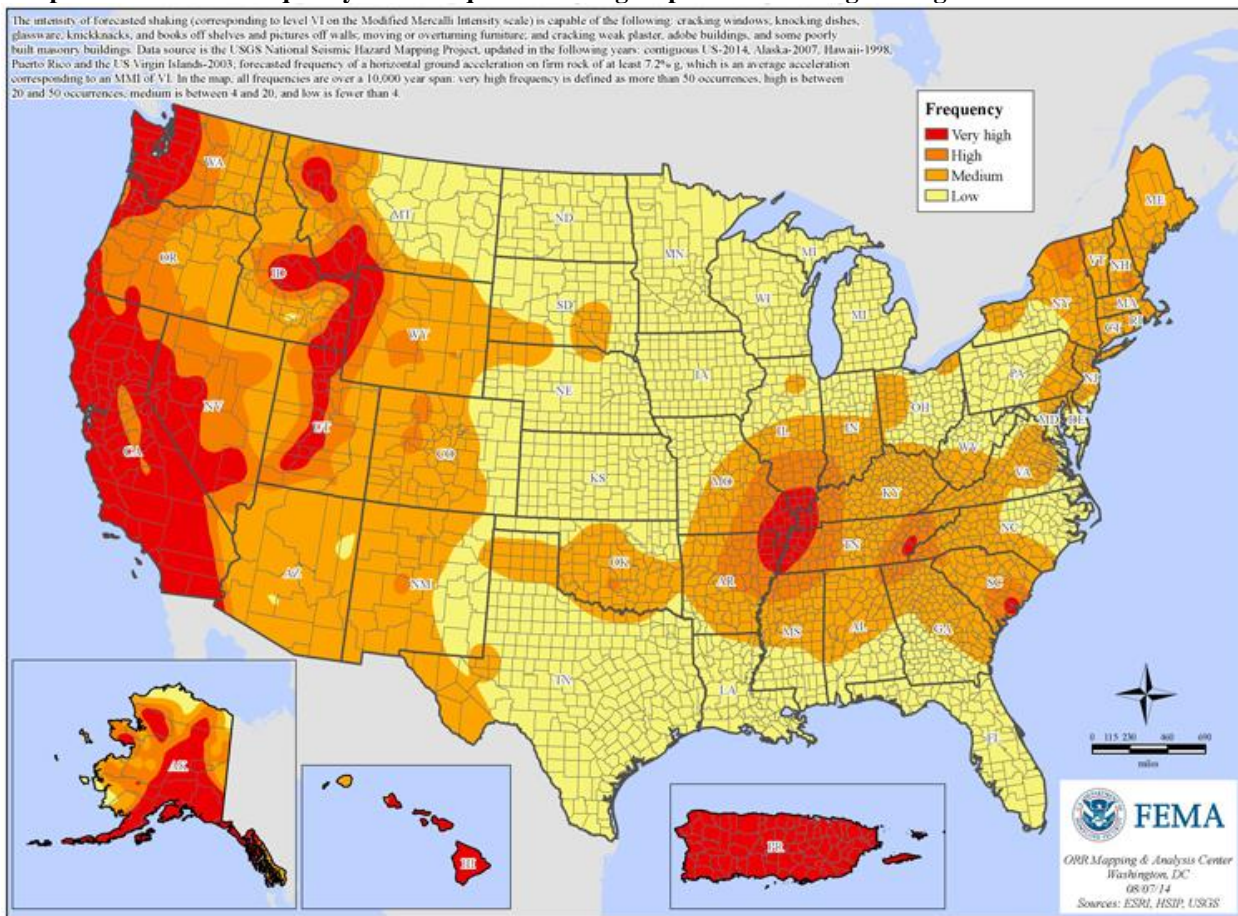 The intensity of forecasted shaking (corresponding to level VI on the Modified Mercalli Intensity scale) is capable of the following: cracking windows; knocking dishes,
glassware, knickknacks, and books off shelves and pictures off walls; moving or overturning furniture; and cracking weak plaster, adobe buildings, and some poorly
built masonry buildings. Data source is the USGS National Seismic Hazard Mapping Project, updated in the following years: contiguous US-2014, Alaska-2007, Hawaii-1998,
Puerto Rico and the US Virgin Islands-2003; forecasted frequency of a horizontal ground acceleration on firm rock of at least 7.2% g, which is an average acceleration
corresponding to an MMI of VI. In the map, all frequencies are over a 10,000 year span: very high frequency is defined as more than 50 occurrences, high is between
20 and 50 occurrences, medium is between 4 and 20, and low is fewer than 4.
Frequency
Very high
High
Medium
Low
WA
MT
ND
MN
MI
ME
OR
ID
SD
WI
MI
NY
VT
NH
MA
CT
RI
WY
NE
IA
PA
NJ
NV
UT
CO
IL
IN
OH
MD
DE
CA
KS
MO
KY
WV
VA
AZ
NM
OK
AR
TN
NC
SC
TN
MS
AL
GA
LA
FL
AK
HI
PR
0 115 230 460 690
miles
FEMA
ORR Mapping & Analysis Center
Washington, DC
08/07/14
Sources: ESRI, HSIP, USGS